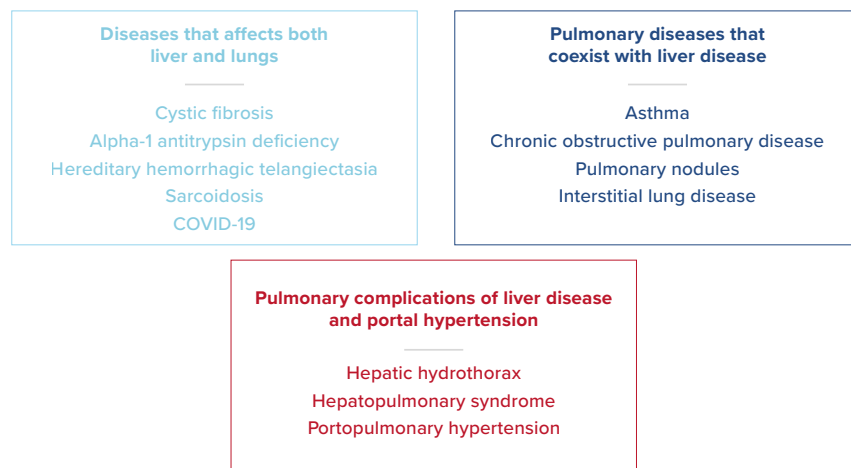 Diseases that affects both
liver and lungs
Cystic fibrosis
Alpha-1 antitrypsin deficiency
Hereditary hemorrhagic telangiectasia
Sarcoidosis
COVID-19
Pulmonary diseases that
coexist with liver disease
Asthma
Chronic obstructive pulmonary disease
Pulmonary nodules
Interstitial lung disease
Pulmonary complications of liver disease
and portal hypertension
Hepatic hydrothorax
Hepatopulmonary syndrome
Portopulmonary hypertension